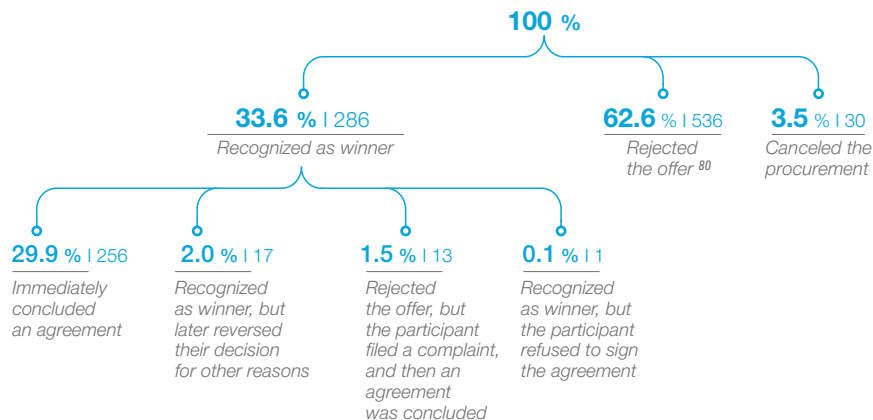 100 %
33.6 % | 286
Recognized as winner
62.6 % | 536
Rejected
the offer 80
3.5 % | 30
Canceled the
procurement
29.9 % | 256
Immediately
concluded
an agreement
2.0 % | 17
Recognized
as winner, but
later reversed
their decision
for other reasons
1.5 % | 13
Rejected
the offer, but
the participant
filed a complaint,
and then an
agreement
was concluded
0.1 % | 1
Recognized
as winner, but
the participant
refused to sign
the agreement